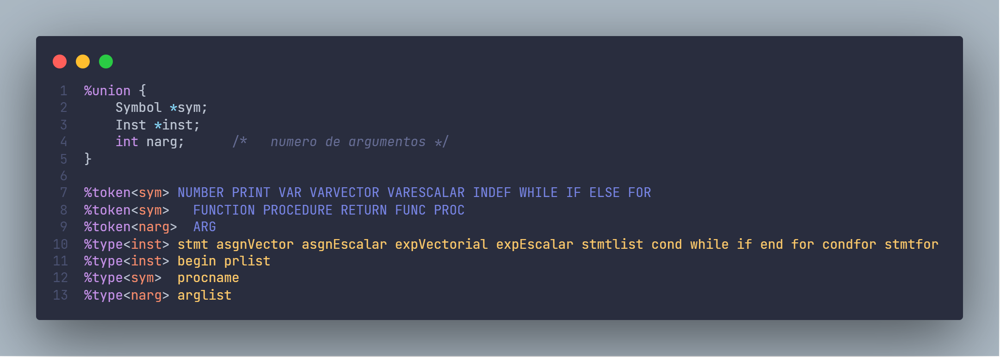 1 %union {
2     Symbol *sym;
3     Inst *inst;
4     int narg;      /*   numero de argumentos */
5 }
6
7 %token<sym> NUMBER PRINT VAR VARVECTOR VARESCALAR INDEF WHILE IF ELSE FOR
8 %token<sym>   FUNCTION PROCEDURE RETURN FUNC PROC
9 %token<narg>  ARG
10 %type<inst> stmt asgnVector asgnEscalar expVectorial expEscalar stmtlist cond while if end for condfor stmtfor
11 %type<inst> begin prlist
12 %type<sym>  procname
13 %type<narg> arglist